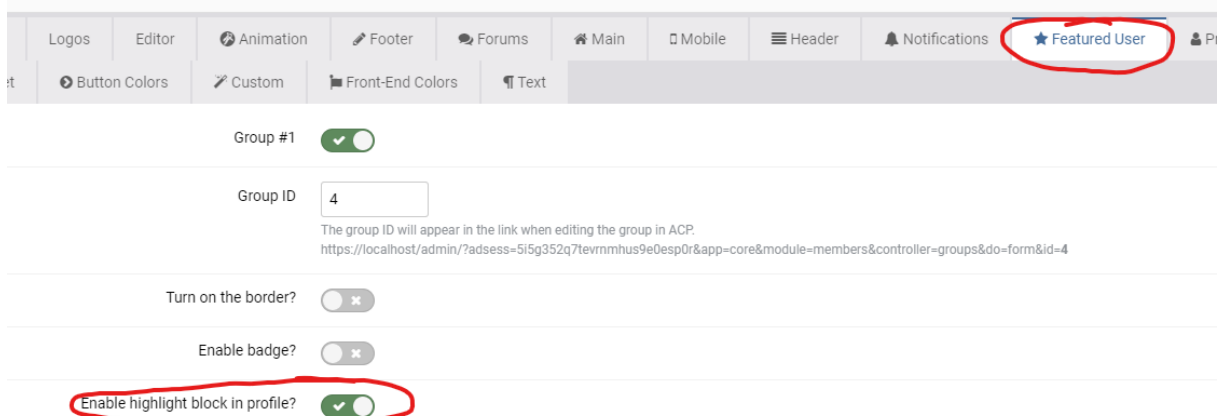 Logos Editor Animation Footer Forums Main Mobile Header Notifications Featured User
Button Colors Custom Front-End Colors Text
Group #1
Group ID
4
The group ID will appear in the link when editing the group in ACP.
https://localhost/admin/?adsess=5i5g352q7tevrnmhus9e0esp0r&app=core&module=members&controller=groups&do=form&id=4
Turn on the border?
Enable badge?
Enable highlight block in profile?